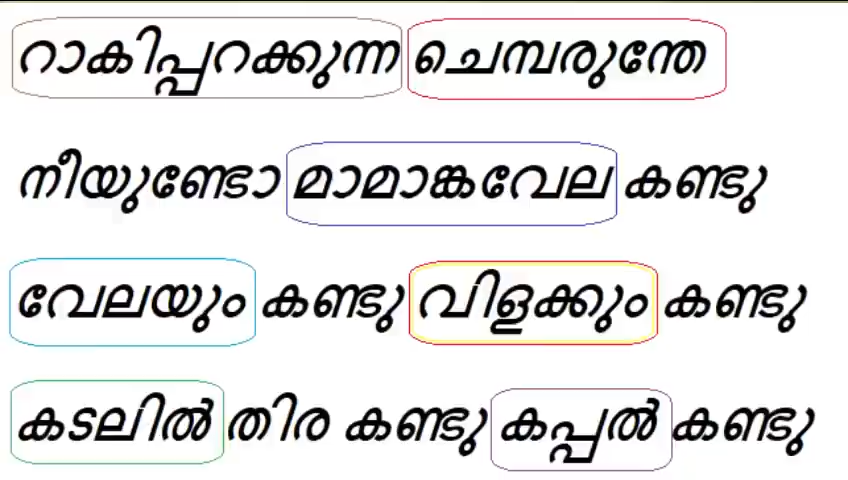 റാകിപ്പറക്കുന്ന ചെമ്പരുന്തേ
നീയുണ്ടോ മാമാങ്കവേല കണ്ടു
വേലയും കണ്ടു വിളക്കും കണ്ടു
കടലിൽ തിര കണ്ടു കപ്പൽ കണ്ടു